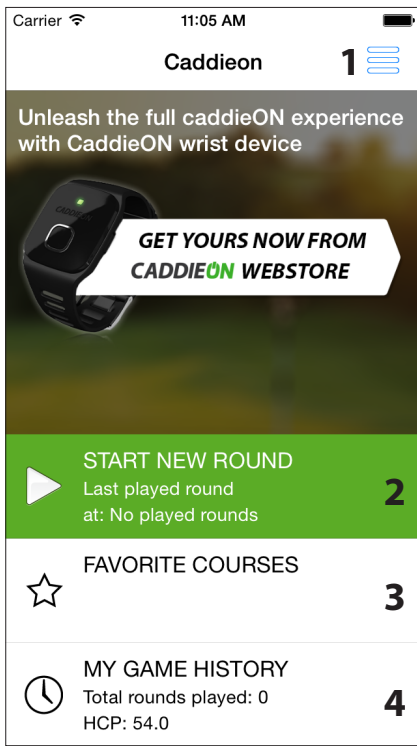 Carrier 11:05 AM
Caddieon 1
Unleash the full caddieON experience
with CaddieON wrist device
CADDIEON
GET YOURS NOW FROM
CADDIEON WEBSTORE
START NEW ROUND
Last played round
at: No played rounds
2
FAVORITE COURSES
3
MY GAME HISTORY
Total rounds played: 0
HCP: 54.0
4